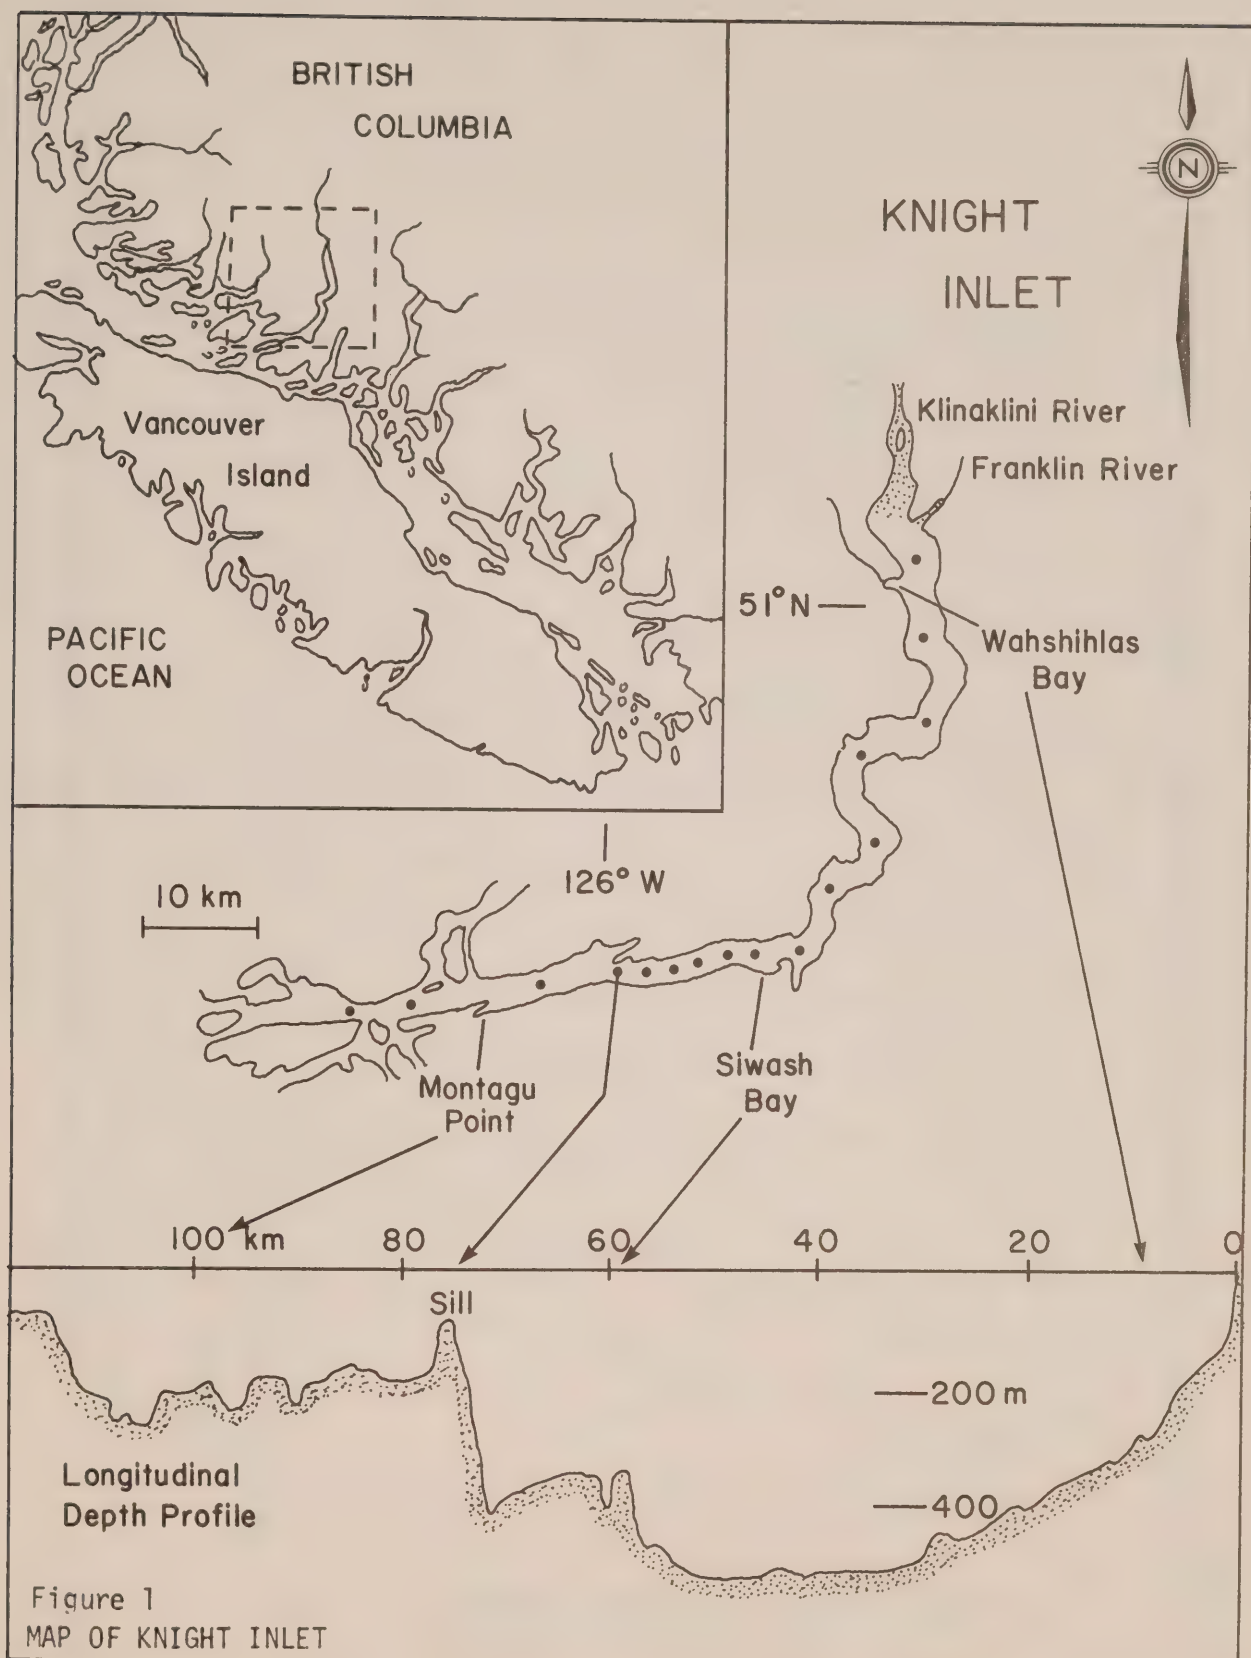 BRITISH
COLUMBIA
Vancouver
Island
PACIFIC
OCEAN
N
KNIGHT
INLET
Klinaklini River
Franklin River
51°N
Wahshihlas
Bay
126° W
10 km
Siwash
Bay
Montagu
Point
100 km 80 60 40 20 0
Sill
200 m
400
Longitudinal
Depth Profile
Figure 1
MAP OF KNIGHT INLET